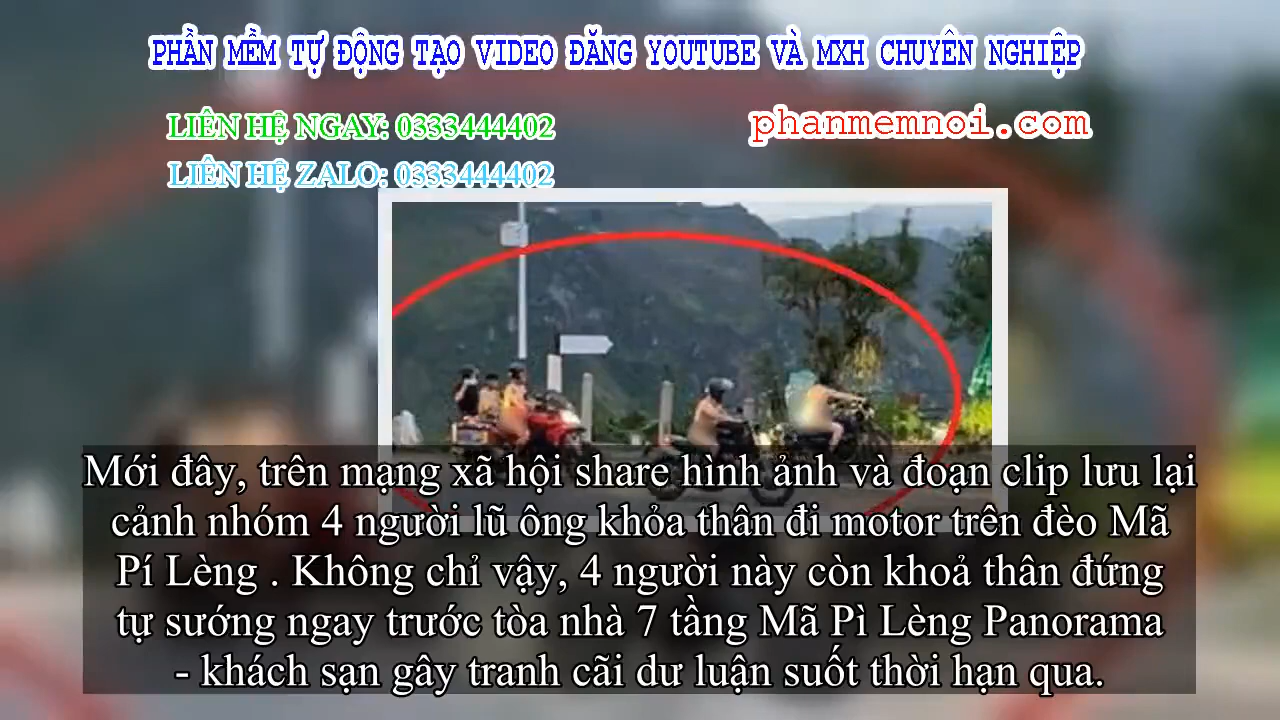 PHẦN MỀM TỰ ĐỘNG TẠO VIDEO ĐĂNG YOUTUBE VÀ MXH CHUYÊN NGHIỆP
LIÊN HỆ NGAY: 0333444402
phanmemnoi.com
LIÊN HỆ ZALO: 0333444402
Mới đây, trên mạng xã hội share hình ảnh và đoạn clip lưu lại
cảnh nhóm 4 người lũ ông khỏa thân đi motor trên đèo Mã
Pí Lèng . Không chỉ vậy, 4 người này còn khoả thân đứng
tự sướng ngay trước tòa nhà 7 tầng Mã Pì Lèng Panorama
- khách sạn gây tranh cãi dư luận suốt thời hạn qua.